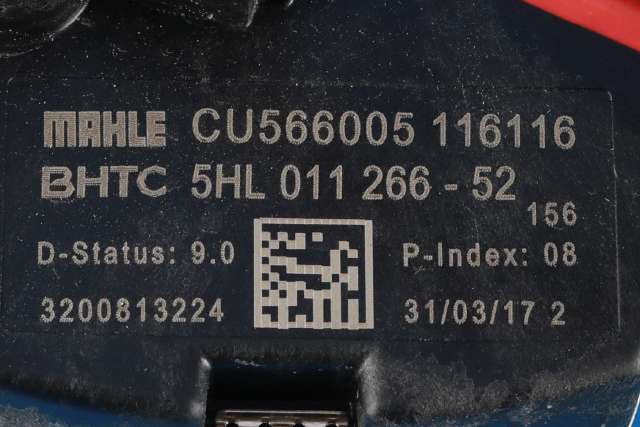 MAHLE CU566005 116116
BHTC 5HL 011 266 - 52
156
D-Status: 9.0 P-Index: 08
3200813224 31/03/17 2